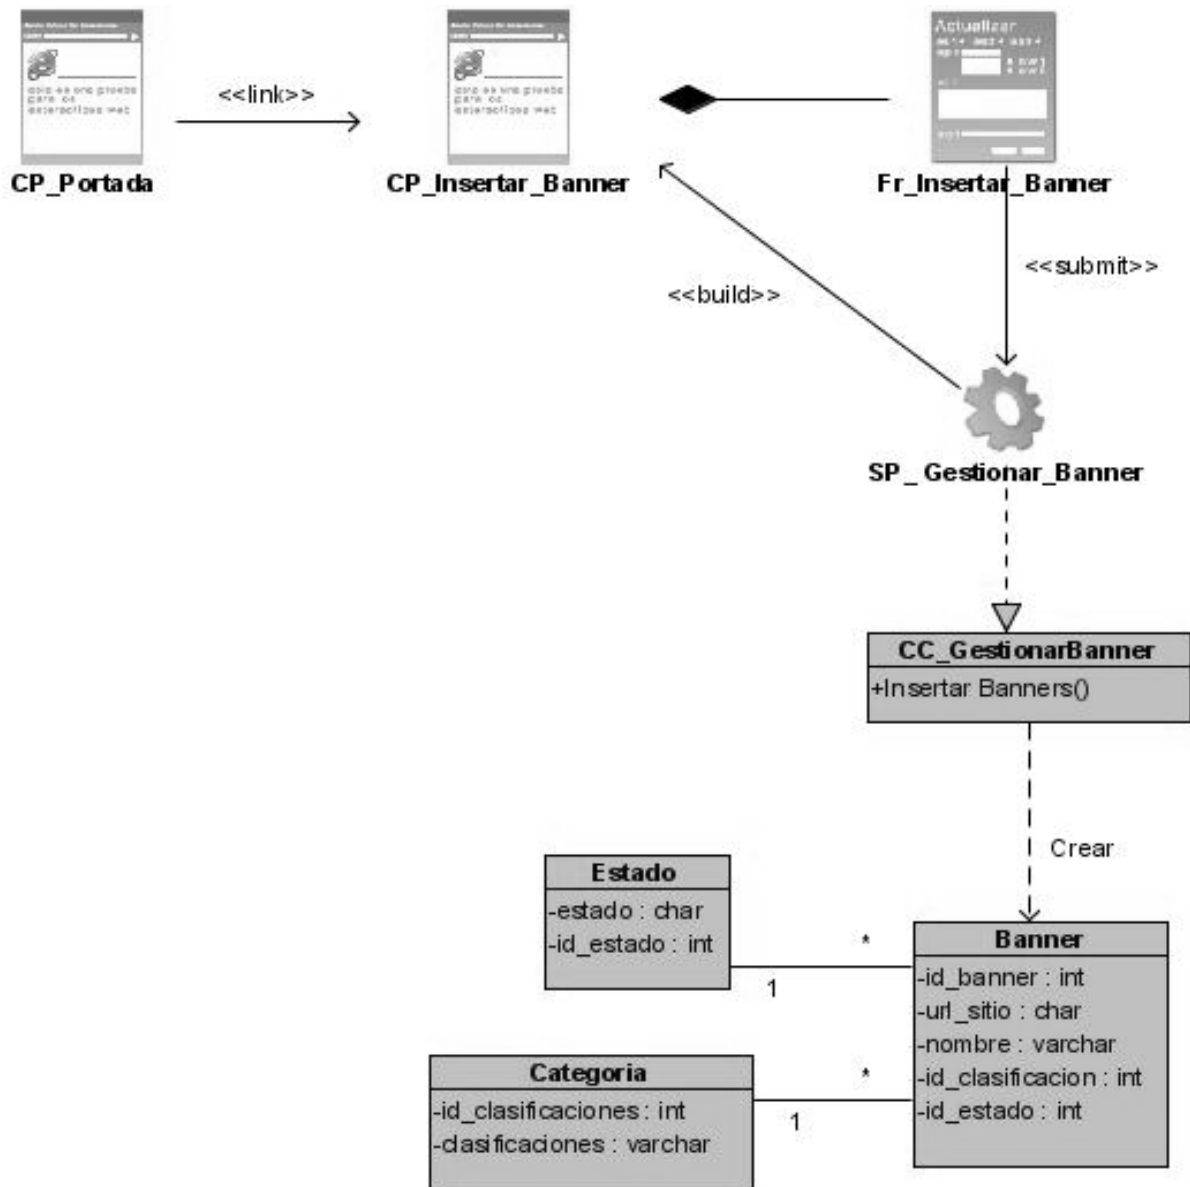 <<link>>
Actualizar
CP_Portada
CP_Insertar_Banner
Fr_Insertar_Banner
<<submit>>
<<build>>
SP_ Gestionar_Banner
CC_GestionarBanner
+Insertar Banners()
Crear
Estado
-estado : char
-id_estado : int
*
1
Banner
-id_banner : int
-url_sitio : char
-nombre : varchar
-id_clasificacion : int
-id_estado : int
Categoria
-id_clasificaciones : int
-clasificaciones : varchar
*
1